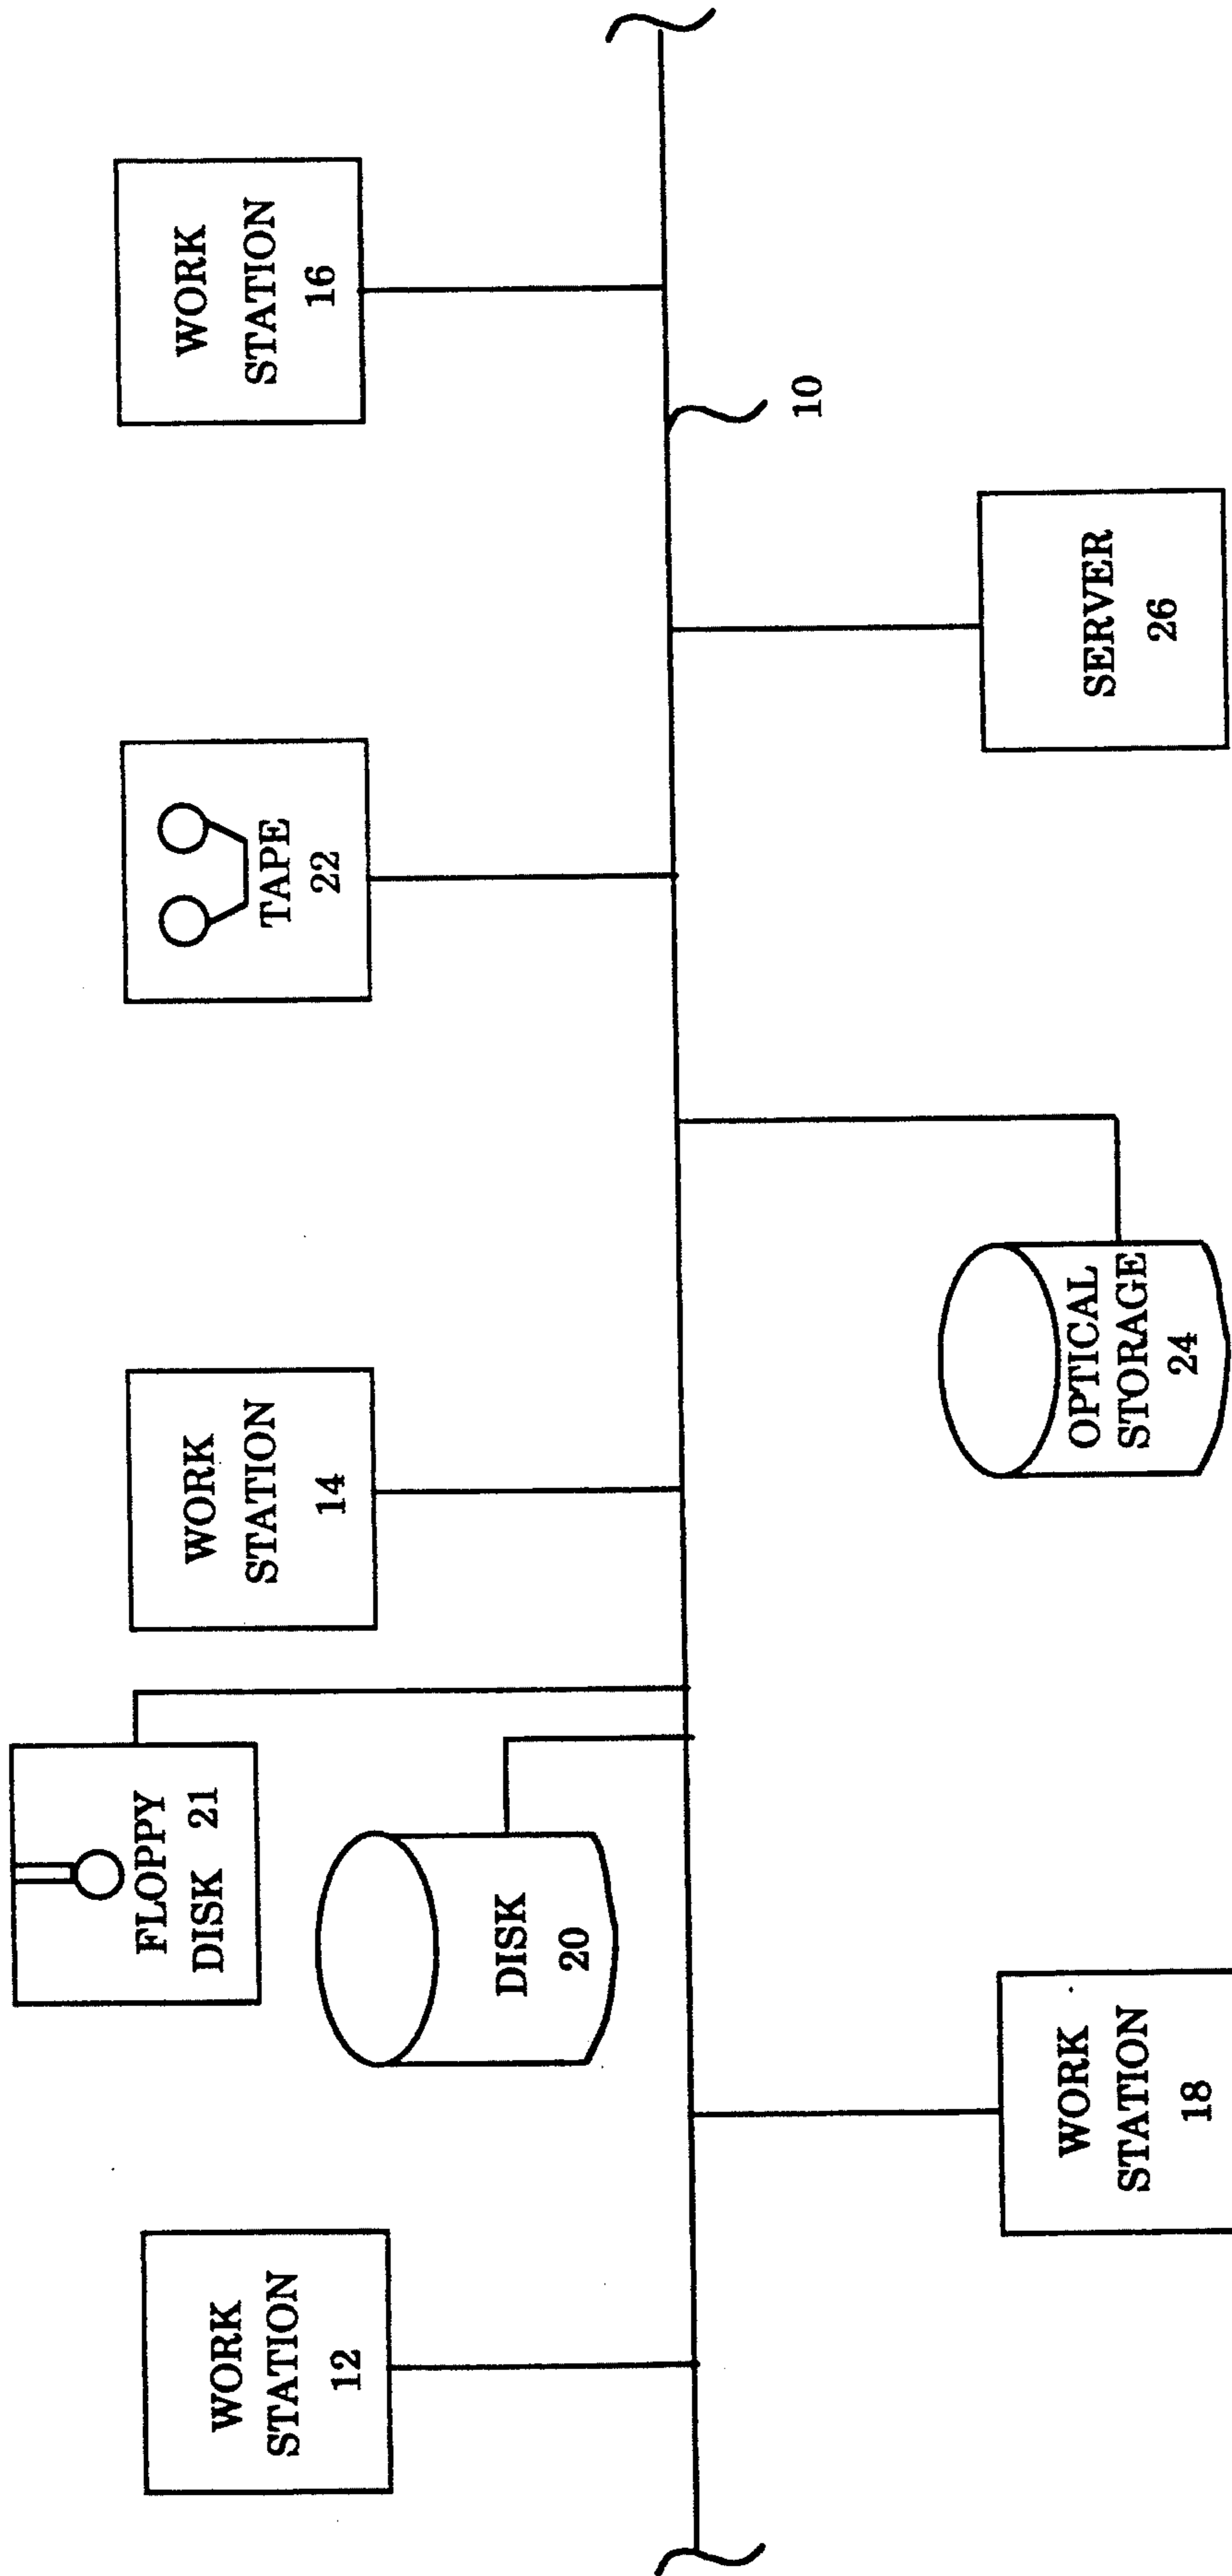 FLOPPY
DISK 21
WORK
STATION
12
DISK
20
WORK
STATION
14
TAPE
22
WORK
STATION
16
10
WORK
STATION
18
OPTICAL
STORAGE
24
SERVER
26